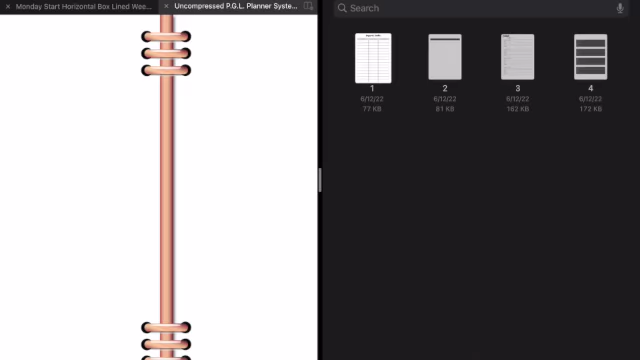 Monday Start Horizontal Box Lined Wee...
Uncompressed P.G.L. Planner Syste...
Search
1
6/12/22
77 KB
2
6/12/22
81 KB
3
6/12/22
162 KB
4
6/12/22
172 KB